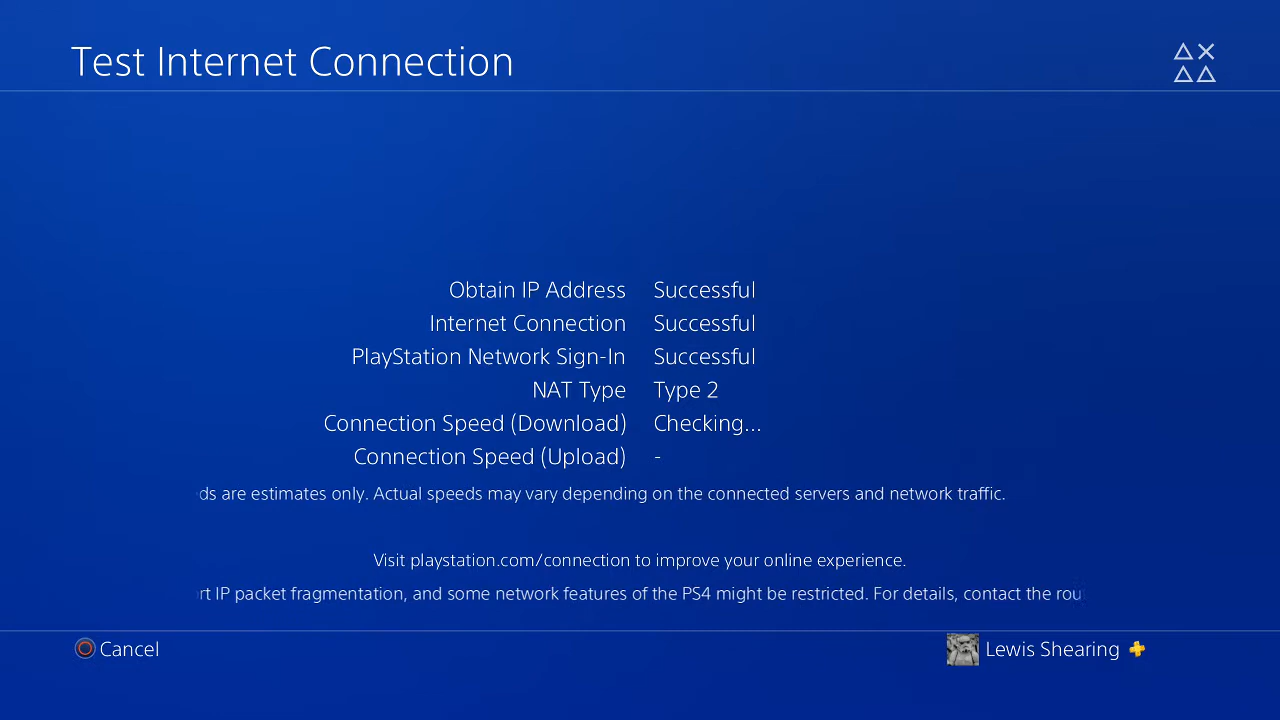 Test Internet Connection
Obtain IP Address Successful
Internet Connection Successful
PlayStation Network Sign-In Successful
NAT Type Type 2
Connection Speed (Download) Checking...
Connection Speed (Upload) -
ds are estimates only. Actual speeds may vary depending on the connected servers and network traffic.
Visit playstation.com/connection to improve your online experience.
rt IP packet fragmentation, and some network features of the PS4 might be restricted. For details, contact the rou
Cancel Lewis Shearing